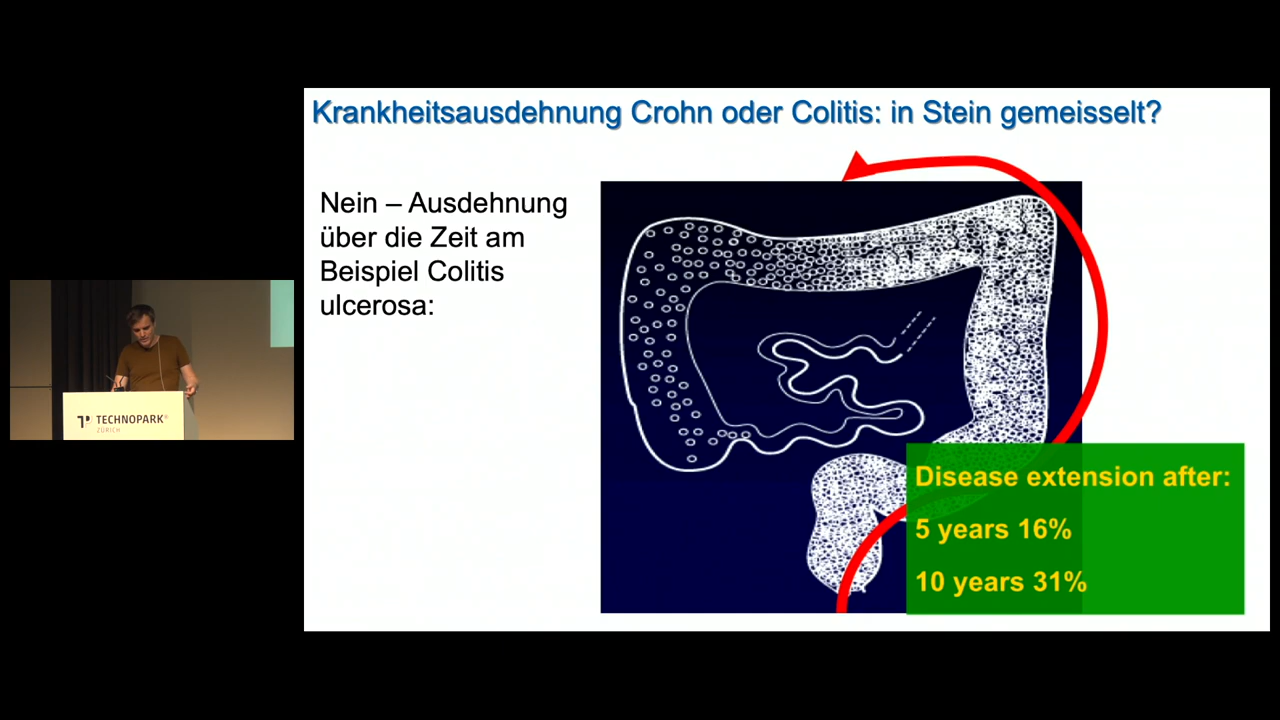 Krankheitsausdehnung Crohn oder Colitis: in Stein gemeisselt?
Nein – Ausdehnung
über die Zeit am
Beispiel Colitis
ulcerosa:
Disease extension after:
5 years 16%
10 years 31%
TECHNOPARK®
ZÜRICH